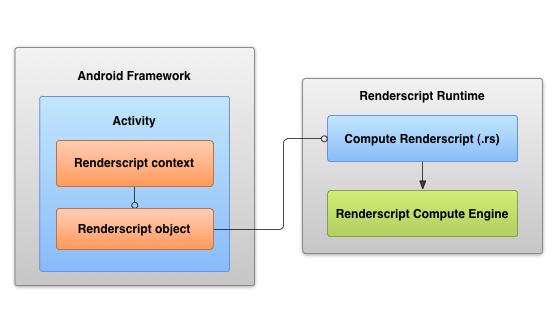 Android Framework
Activity
Renderscript context
Renderscript object
Renderscript Runtime
Compute Renderscript (.rs)
Renderscript Compute Engine